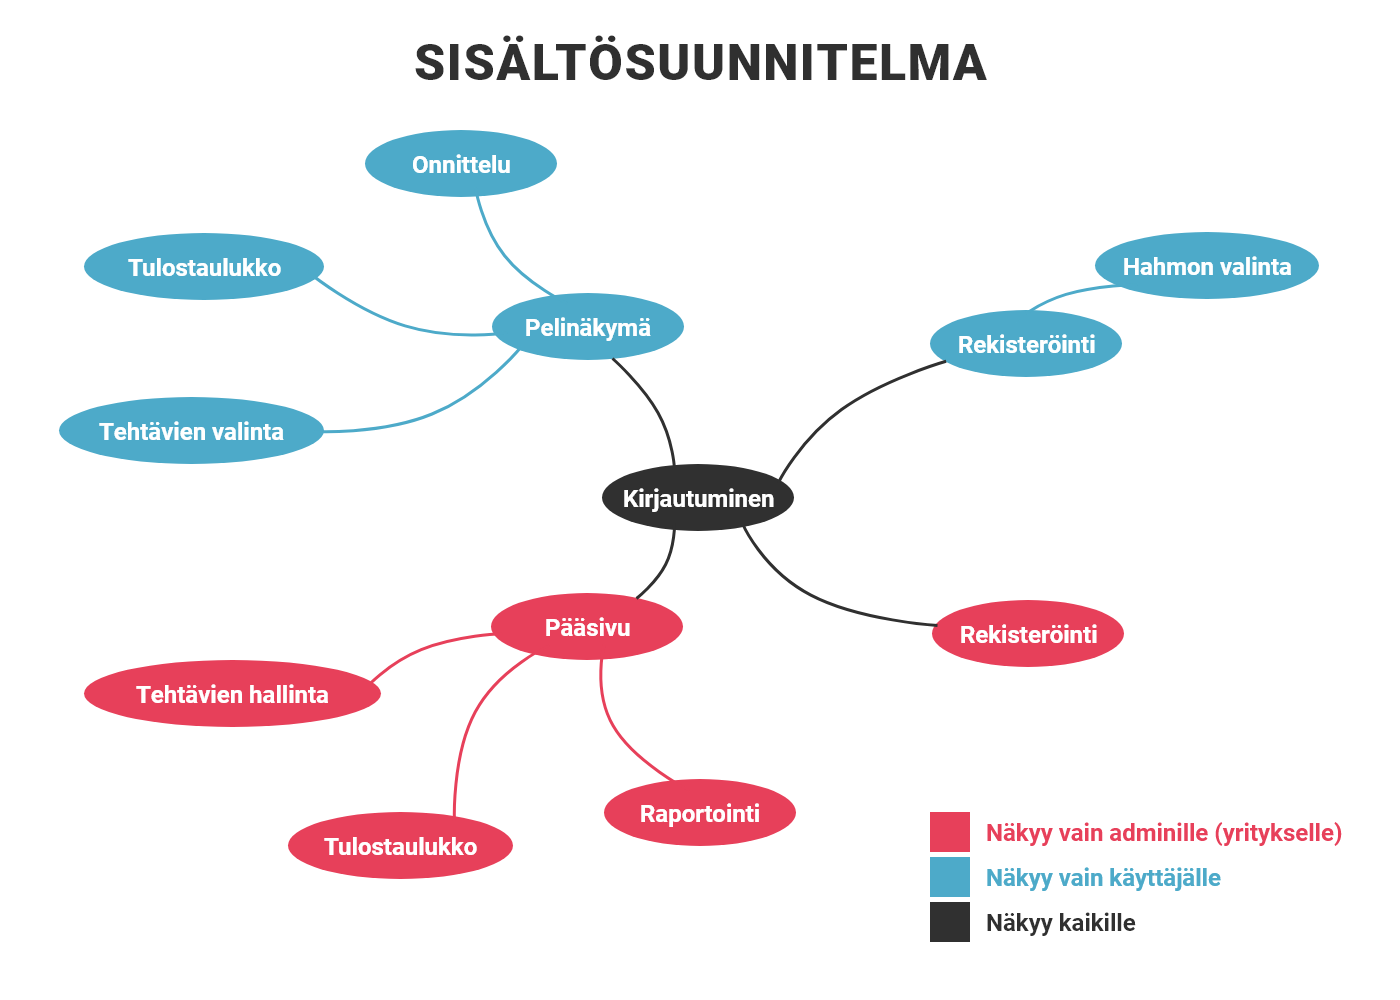 SISÄLTÖSUUNNITELMA
Onnittelu
Tulostaulukko
Hahmon valinta
Pelinäkymä
Rekisteröinti
Tehtävien valinta
Kirjautuminen
Pääsivu
Rekisteröinti
Tehtävien hallinta
Raportointi
Tulostaulukko
Näkyy vain adminille (yritykselle)
Näkyy vain käyttäjälle
Näkyy kaikille